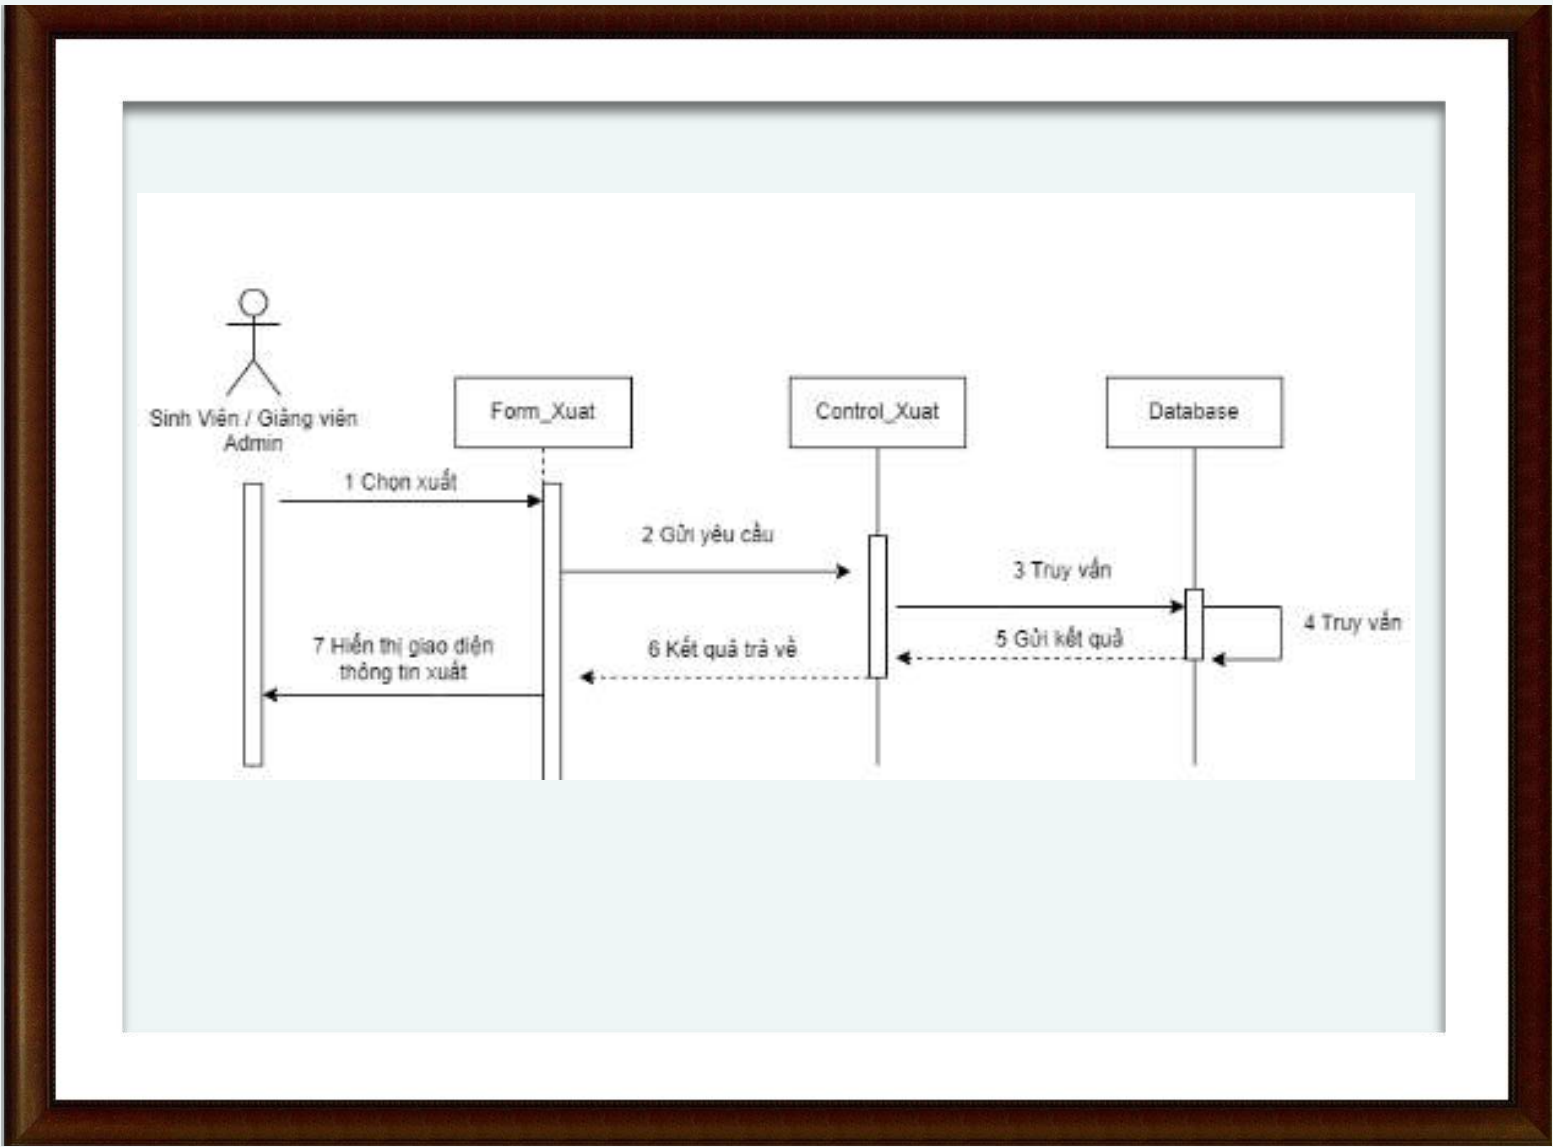 Sinh Viên / Giảng viên
Admin
Form_Xuat
Control_Xuat
Database
1 Chọn xuất
2 Gửi yêu cầu
3 Truy vấn
4 Truy vấn
5 Gửi kết quả
6 Kết quả trả về
7 Hiển thị giao diện
thông tin xuất